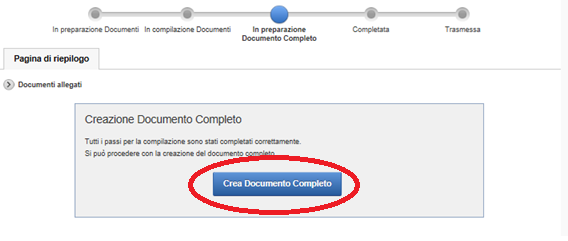 In preparazione Documenti In compilazione Documenti In preparazione Documento Completo Completata Trasmessa
Pagina di riepilogo
Documenti allegati
Creazione Documento Completo
Tutti i passi per la compilazione sono stati completati correttamente.
Si può procedere con la creazione del documento completo.
Crea Documento Completo